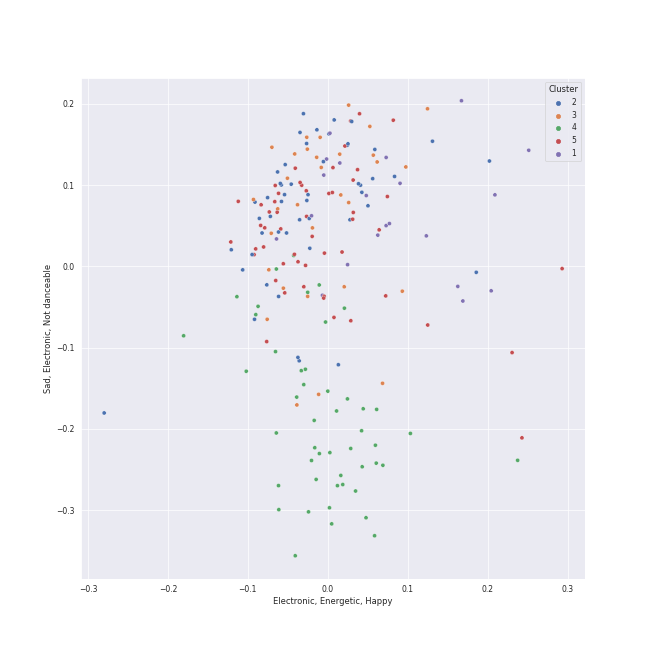 Cluster
2
3
4
5
1
0.2
0.1
0.0
−0.1
−0.2
−0.3
Sad, Electronic, Not danceable
−0.3 −0.2 −0.1 0.0 0.1 0.2 0.3
Electronic, Energetic, Happy